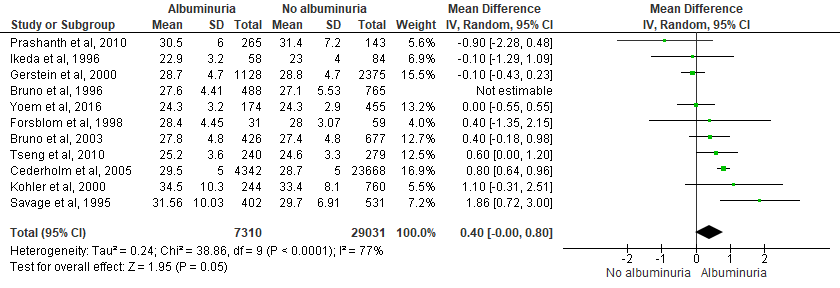 Albuminuria No albuminuria Mean Difference Mean Difference
Study or Subgroup Mean SD Total Mean SD Total Weight IV, Random, 95% CI IV, Random, 95% CI
Prashanth et al, 2010 30.5 6 265 31.4 7.2 143 5.6% -0.90 [-2.28, 0.48]
Ikeda et al, 1996 22.9 3.2 58 23 4 84 6.9% -0.10 [-1.29, 1.09]
Gerstein et al, 2000 28.7 4.7 1128 28.8 4.7 2375 15.5% -0.10 [-0.43, 0.23]
Bruno et al, 1996 27.6 4.41 488 27.1 5.53 765 Not estimable
Yoem et al, 2016 24.3 3.2 174 24.3 2.9 455 13.2% 0.00 [-0.55, 0.55]
Forsblom et al, 1998 28.4 4.45 31 28 3.07 59 4.1% 0.40 [-1.35, 2.15]
Bruno et al, 2003 27.8 4.8 426 27.4 4.8 677 12.9% 0.40 [-0.18, 0.98]
Tseng et al, 2010 25.2 3.6 240 24.6 3.3 279 12.6% 0.60 [0.00, 1.20]
Cederholm et al, 2005 29.5 5 4342 28.7 5 23668 16.6% 0.80 [0.64, 0.96]
Kohler et al, 2000 34.5 10.3 244 33.4 8.1 760 5.4% 1.10 [-0.31, 2.51]
Savage et al, 1995 31.56 10.03 402 29.7 6.91 531 7.2% 1.86 [0.72, 3.00]
Total (95% CI) 7310 29031 100.0% 0.40 [-0.00, 0.80]
Heterogeneity: Tau² = 0.24; Chi² = 38.86, df = 9 (P < 0.0001); I² = 77%
Test for overall effect: Z = 1.95 (P = 0.05)
-4 -2 0 2 4
No albuminuria Albuminuria